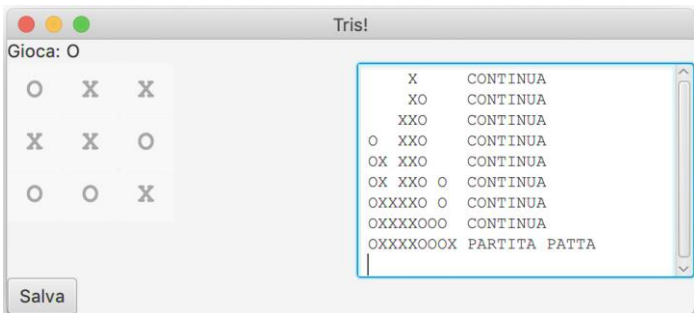 Tris!
Gioca: O
O X X
X X O
O O X
    X     CONTINUA
    XO    CONTINUA
   XXO    CONTINUA
O  XXO    CONTINUA
OX XXO    CONTINUA
OX XXO O  CONTINUA
OXXXXO O  CONTINUA
OXXXXOOO  CONTINUA
OXXXXOOOX PARTITA PATTA
Salva